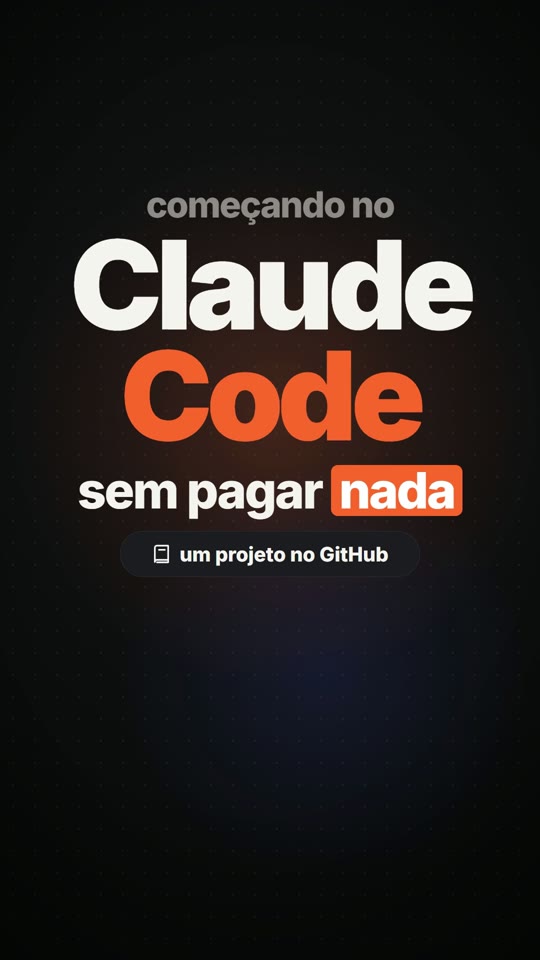 começando no
Claude
Code
sem pagar nada
um projeto no GitHub